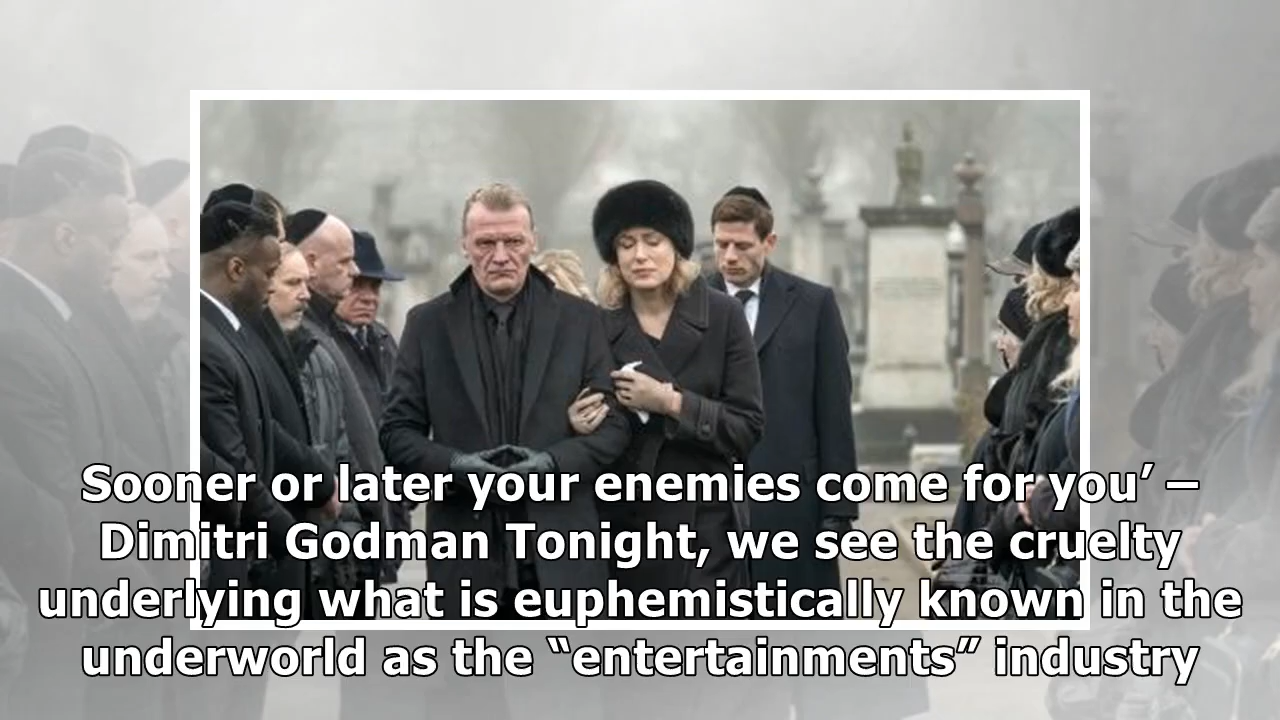 Sooner or later your enemies come for you’ –
Dimitri Godman Tonight, we see the cruelty
underlying what is euphemistically known in the
underworld as the “entertainments” industry